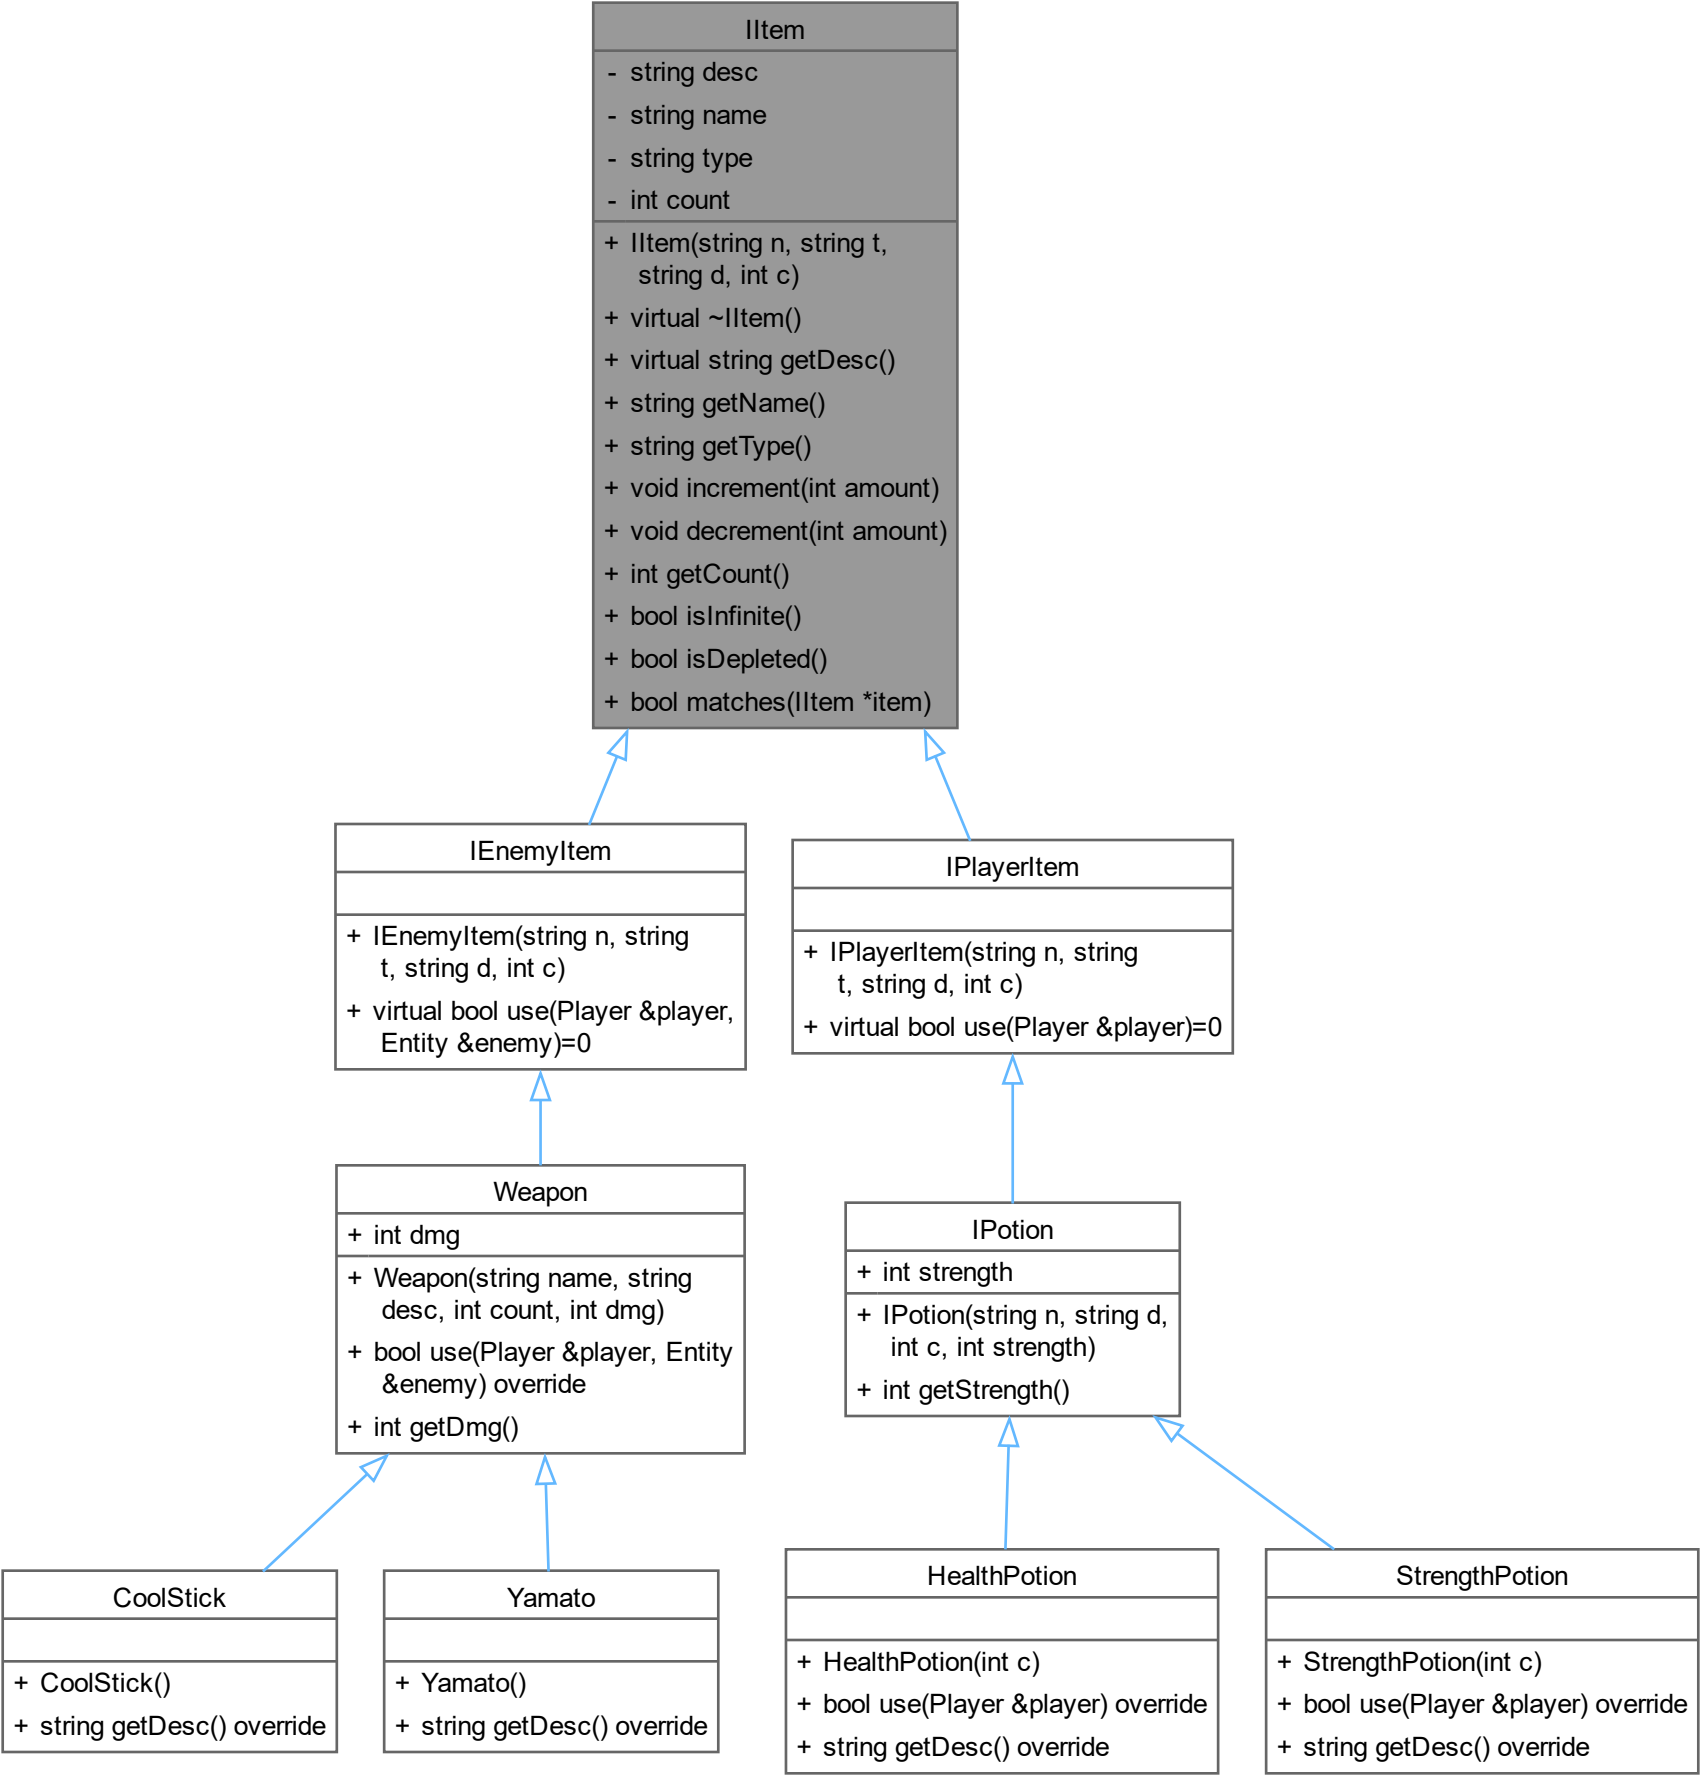 IItem
- string desc
- string name
- string type
- int count
+ IItem(string n, string t,
string d, int c)
+ virtual ~IItem()
+ virtual string getDesc()
+ string getName()
+ string getType()
+ void increment(int amount)
+ void decrement(int amount)
+ int getCount()
+ bool isInfinite()
+ bool isDepleted()
+ bool matches(IItem *item)
IEnemyItem
+ IEnemyItem(string n, string
t, string d, int c)
+ virtual bool use(Player &player,
Entity &enemy)=0
IPlayerItem
+ IPlayerItem(string n, string
t, string d, int c)
+ virtual bool use(Player &player)=0
Weapon
+ int dmg
+ Weapon(string name, string
desc, int count, int dmg)
+ bool use(Player &player, Entity
&enemy) override
+ int getDmg()
IPotion
+ int strength
+ IPotion(string n, string d,
int c, int strength)
+ int getStrength()
CoolStick
+ CoolStick()
+ string getDesc() override
Yamato
+ Yamato()
+ string getDesc() override
HealthPotion
+ HealthPotion(int c)
+ bool use(Player &player) override
+ string getDesc() override
StrengthPotion
+ StrengthPotion(int c)
+ bool use(Player &player) override
+ string getDesc() override